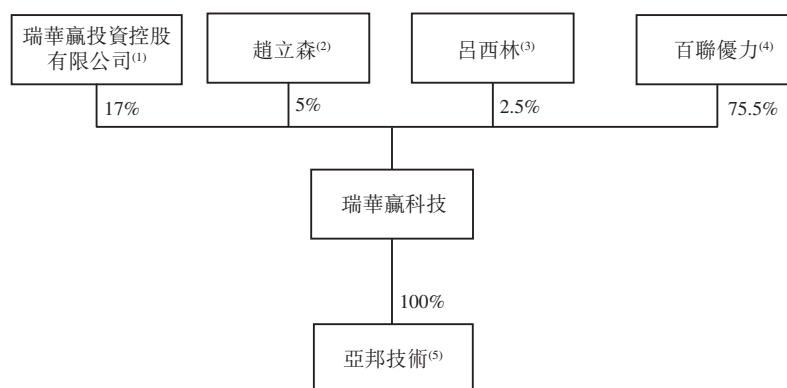 瑞華贏投資控股
有限公司(1)
趙立森(2)
呂西林(3)
百聯優力(4)
17%
5%
2.5%
75.5%
瑞華贏科技
100%
亞邦技術(5)